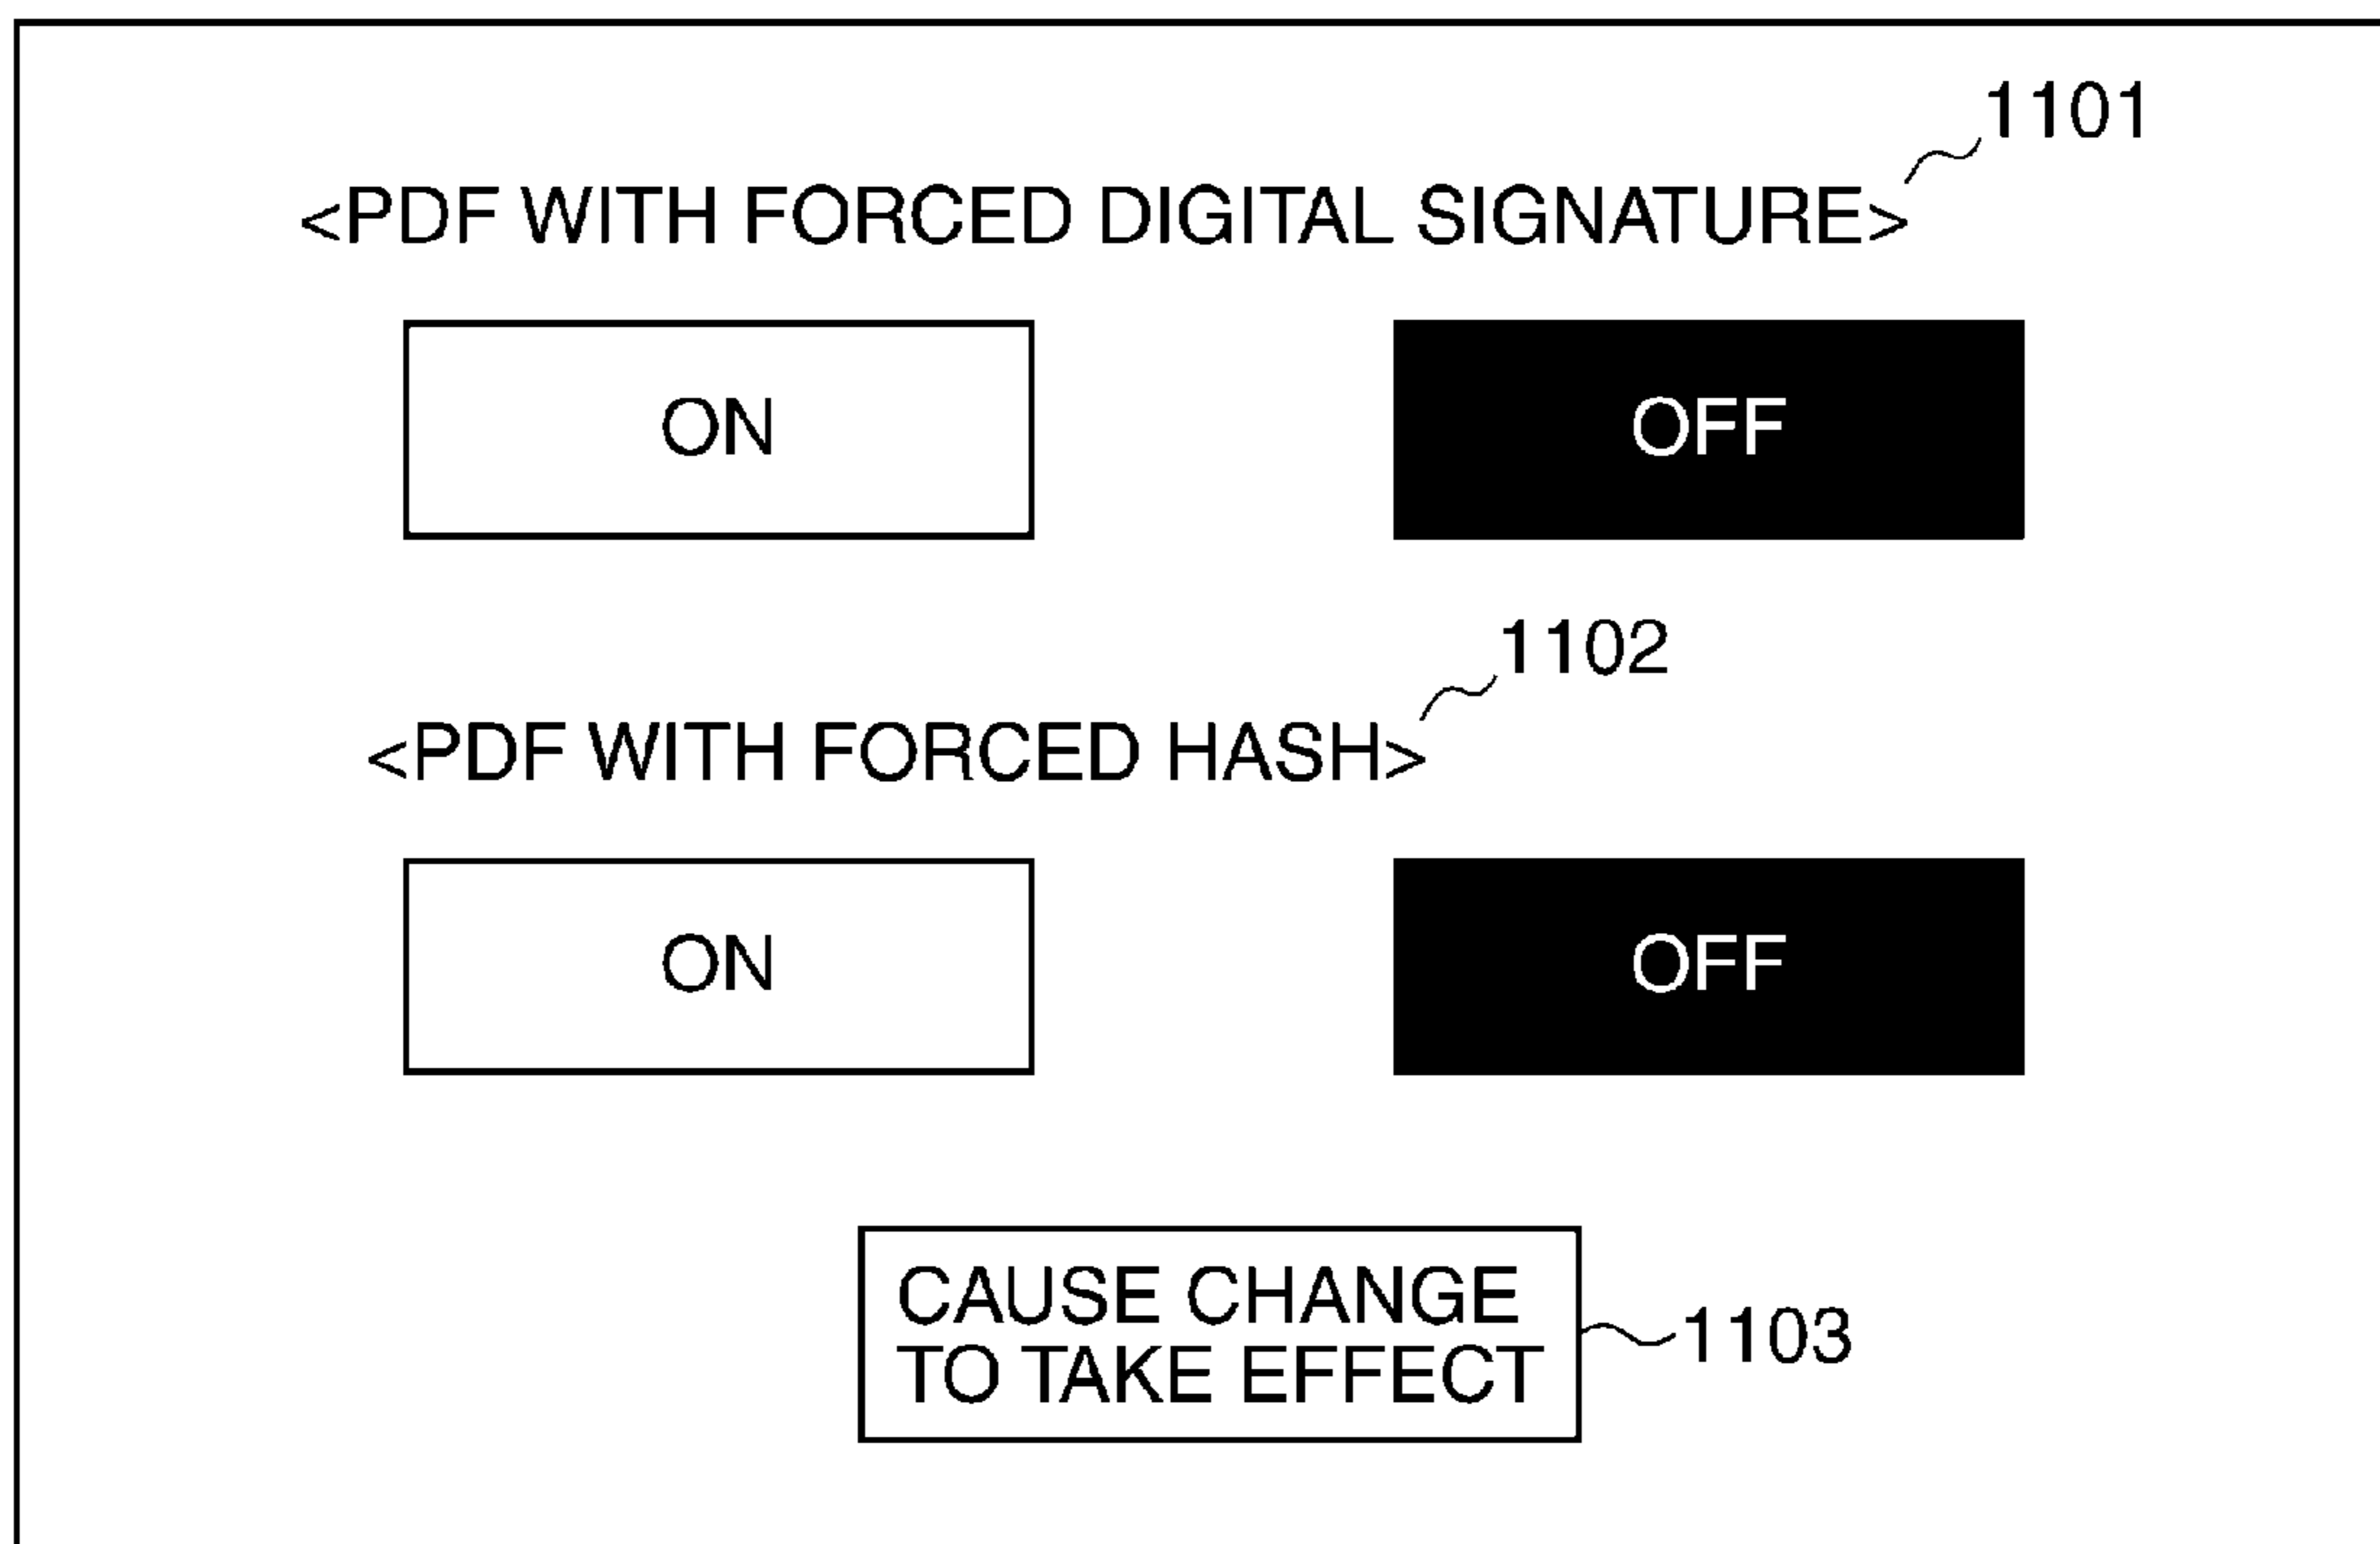 1101
<PDF WITH FORCED DIGITAL SIGNATURE>
ON OFF
1102
<PDF WITH FORCED HASH>
ON OFF
CAUSE CHANGE
TO TAKE EFFECT
1103